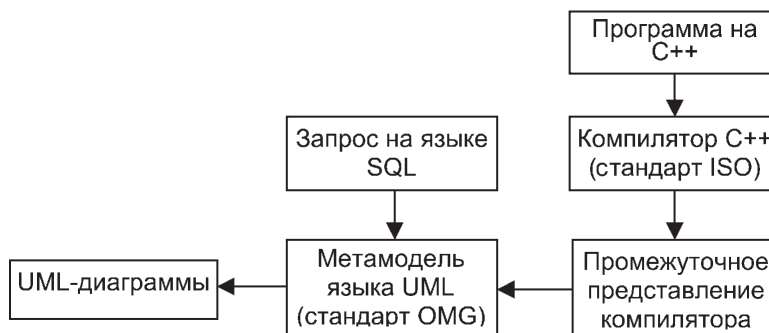 Программа на
C++
Запрос на языке
SQL
Компилятор C++
(стандарт ISO)
UML-диаграммы
Метамодель
языка UML
(стандарт OMG)
Промежуточное
представление
компилятора